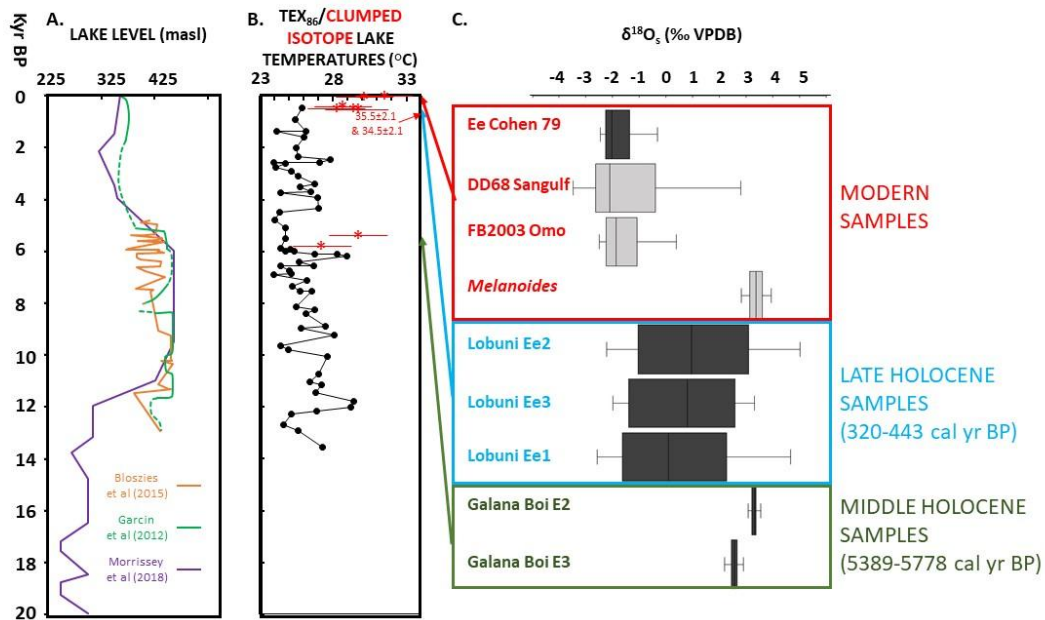 A.
LAKE LEVEL (masl)
225 325 425
Kyr BP
0
2
4
6
8
10
12
14
16
18
20
Bloszies
et al (2015)
Garcin
et al (2012)
Morrissey
et al (2018)
B.
TEX86/CLUMPED
ISOTOPE LAKE
TEMPERATURES (°C)
23 28 33
35.5±2.1
& 34.5±2.1
C.
δ18Os (‰ VPDB)
-4 -3 -2 -1 0 1 2 3 4 5
Ee Cohen 79
DD68 Sangulf
FB2003 Omo
Melanoides
MODERN
SAMPLES
Lobuni Ee2
Lobuni Ee3
Lobuni Ee1
LATE HOLOCENE
SAMPLES
(320-443 cal yr BP)
Galana Boi E2
Galana Boi E3
MIDDLE HOLOCENE
SAMPLES
(5389-5778 cal yr BP)